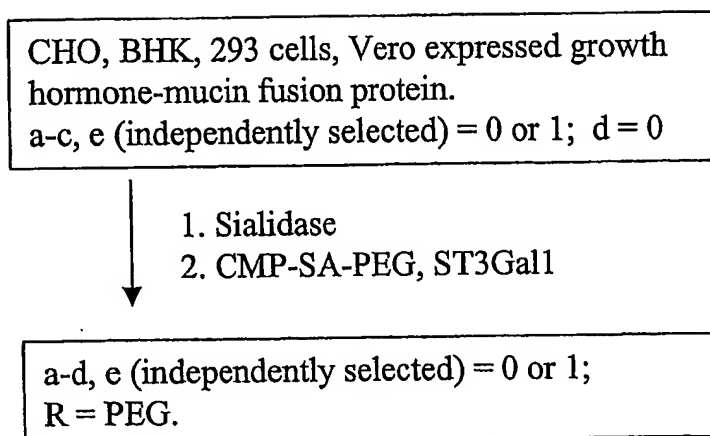 CHO, BHK, 293 cells, Vero expressed growth
hormone-mucin fusion protein.
a-c, e (independently selected) = 0 or 1; d = 0
1. Sialidase
2. CMP-SA-PEG, ST3Gal1
a-d, e (independently selected) = 0 or 1;
R = PEG.